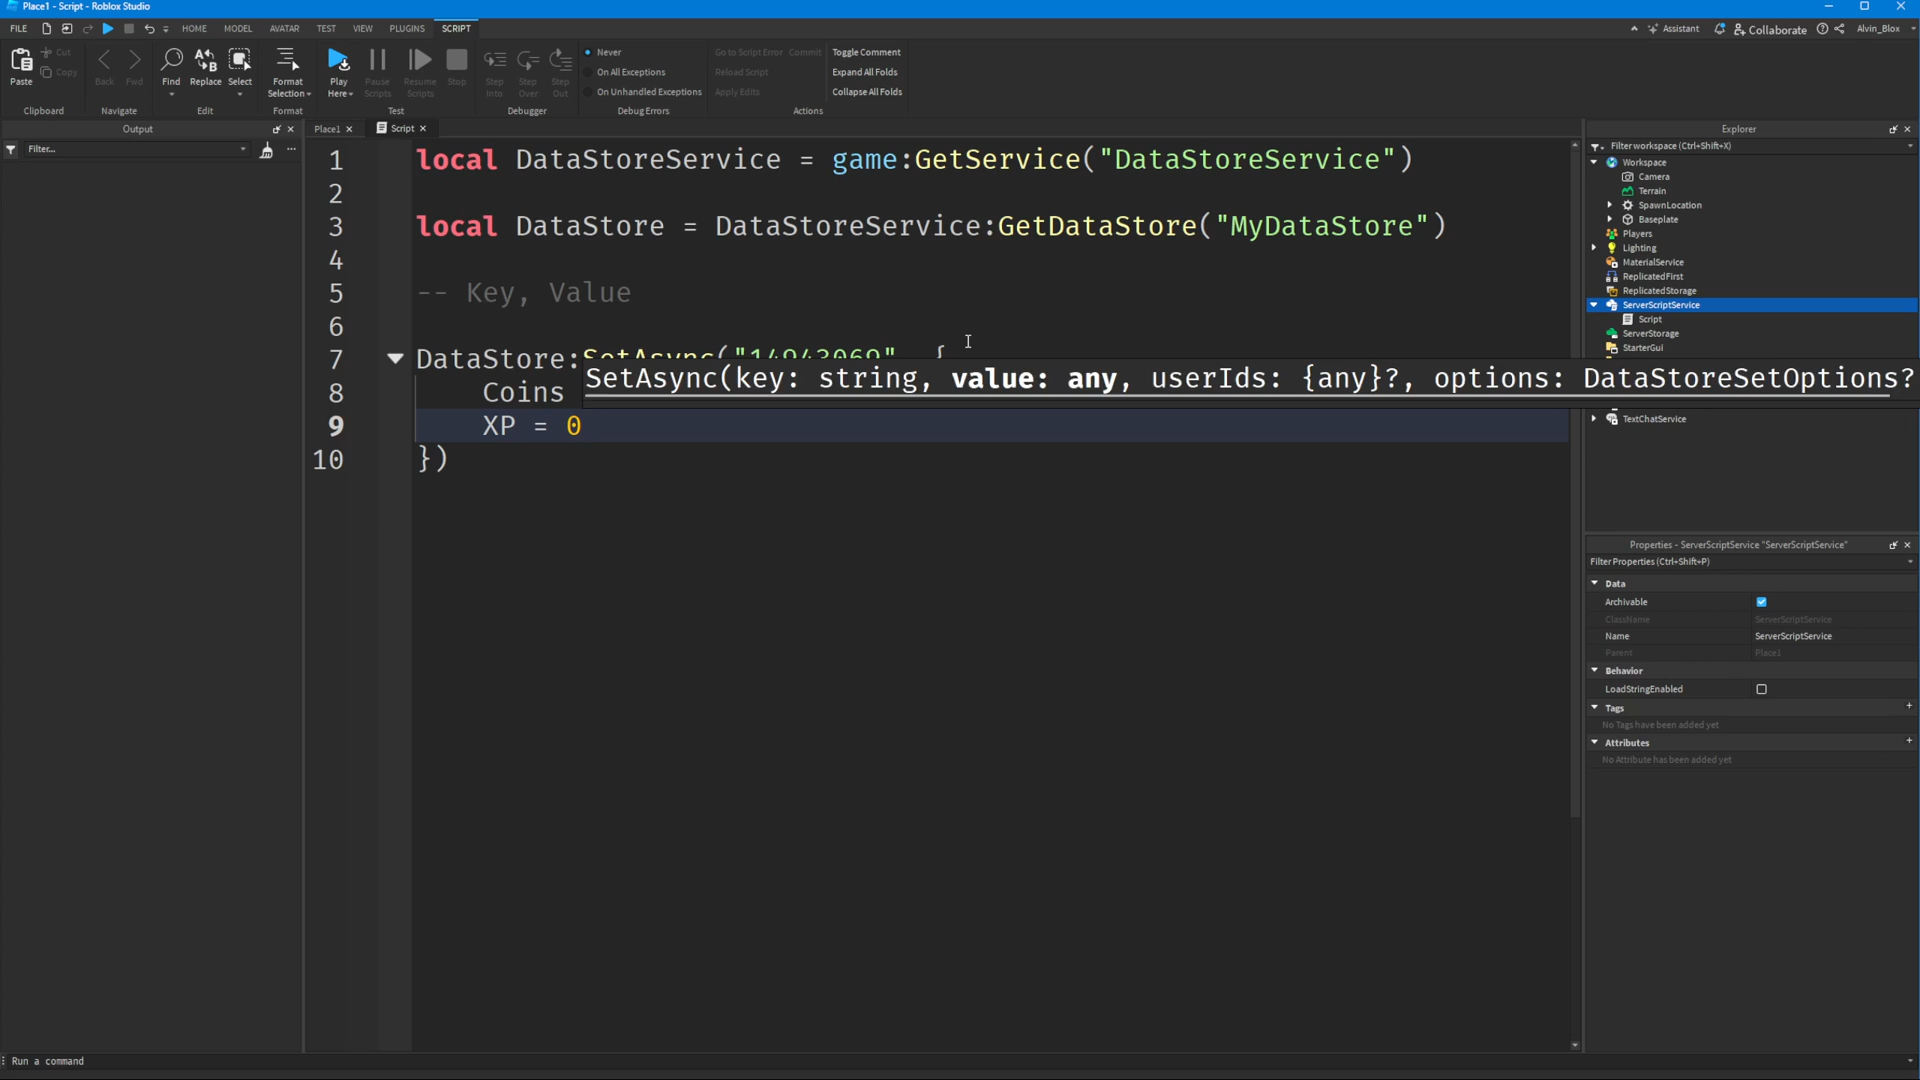 Place1 - Script - Roblox Studio
FILE HOME MODEL AVATAR TEST VIEW PLUGINS SCRIPT Assistant Collaborate Alvin_Blox
Paste Cut Copy Back Fwd Find Replace Select Format Selection Play Here Pause Scripts Resume Scripts Stop Step Into Step Over Step Out
Never
On All Exceptions
On Unhandled Exceptions
Go to Script Error Commit
Reload Script
Apply Edits
Toggle Comment
Expand All Folds
Collapse All Folds
Clipboard Navigate Edit Format Test Debugger Debug Errors Actions
Output
Filter...
Place1 Script
1 local DataStoreService = game:GetService("DataStoreService")
2
3 local DataStore = DataStoreService:GetDataStore("MyDataStore")
4
5 -- Key, Value
6
7 DataStore:SetAsync("14943069", {
SetAsync(key: string, value: any, userIds: {any}?, options: DataStoreSetOptions?
8 Coins
9 XP = 0
10 })
Explorer
Filter workspace (Ctrl+Shift+X)
Workspace
Camera
Terrain
SpawnLocation
Baseplate
Players
Lighting
MaterialService
ReplicatedFirst
ReplicatedStorage
ServerScriptService
Script
ServerStorage
StarterGui
TextChatService
Properties - ServerScriptService "ServerScriptService"
Filter Properties (Ctrl+Shift+P)
Data
Archivable
ClassName ServerScriptService
Name ServerScriptService
Parent Place1
Behavior
LoadStringEnabled
Tags +
No Tags have been added yet
Attributes +
No Attribute has been added yet
Run a command